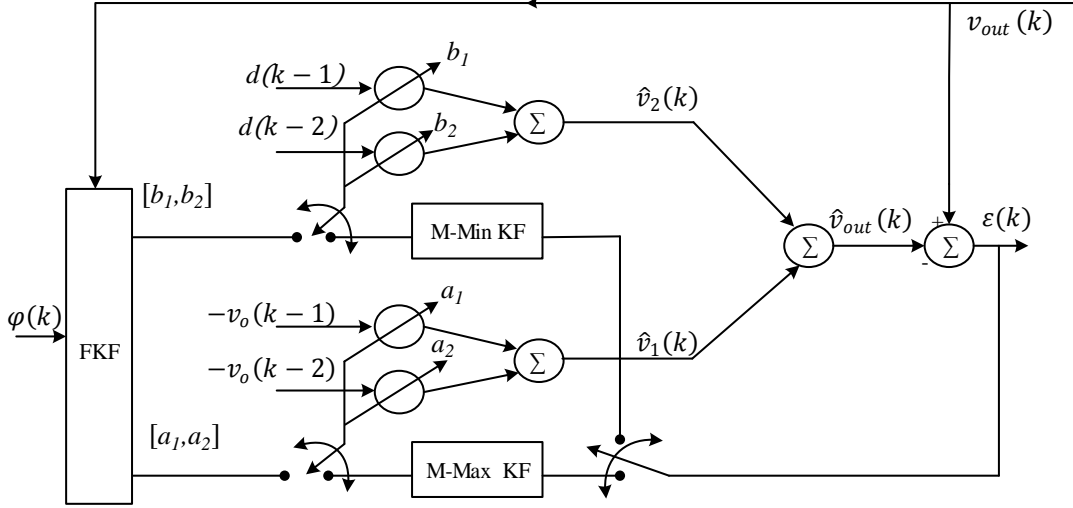 v_out(k)
d(k − 1)
b_1
d(k − 2)
b_2
Σ
v̂_2(k)
[b_1,b_2]
M-Min KF
v̂_out(k)
+
ε(k)
Σ
Σ
-
φ(k)
FKF
−v_o(k − 1)
a_1
−v_o(k − 2)
a_2
Σ
v̂_1(k)
[a_1,a_2]
M-Max KF